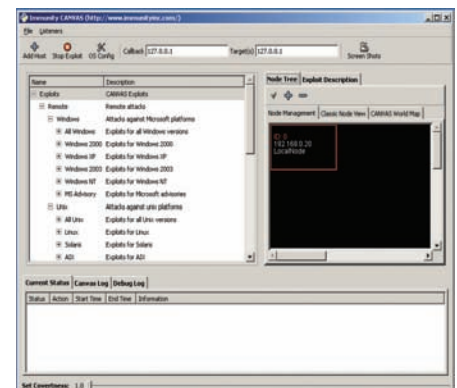 Immunity CANVAS (http://www.immunityinc.com/)
File Listeners
Add Host Stop Exploit OS Config Callback 127.0.0.1 Target(s) 127.0.0.1 Screen Shots
Name Description
Exploits CANVAS Exploits
Remote Remote attacks
Windows Attacks against Microsoft platforms
All Windows Exploits for all Windows versions
Windows 2000 Exploits for Windows 2000
Windows XP Exploits for Windows XP
Windows 2003 Exploits for Windows 2003
Windows NT Exploits for Windows NT
MS Advisory Exploits for Microsoft advisories
Unix Attacks against unix platforms
All Unix Exploits for all Unix versions
Linux Exploits for Linux
Solaris Exploits for Solaris
AIX Exploits for AIX
Node Tree Exploit Description
Node Management Classic Node View CANVAS World Map
ID: 0
192.168.0.20
LocalNode
Current Status Canvas Log Debug Log
Status Action Start Time End Time Information
Set Covertness: 1.0